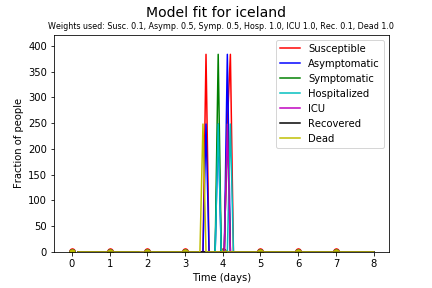 Model fit for iceland
Weights used: Susc. 0.1, Asymp. 0.5, Symp. 0.5, Hosp. 1.0, ICU 1.0, Rec. 0.1, Dead 1.0
Fraction of people
400
350
300
250
200
150
100
50
0
Susceptible
Asymptomatic
Symptomatic
Hospitalized
ICU
Recovered
Dead
0 1 2 3 4 5 6 7 8
Time (days)